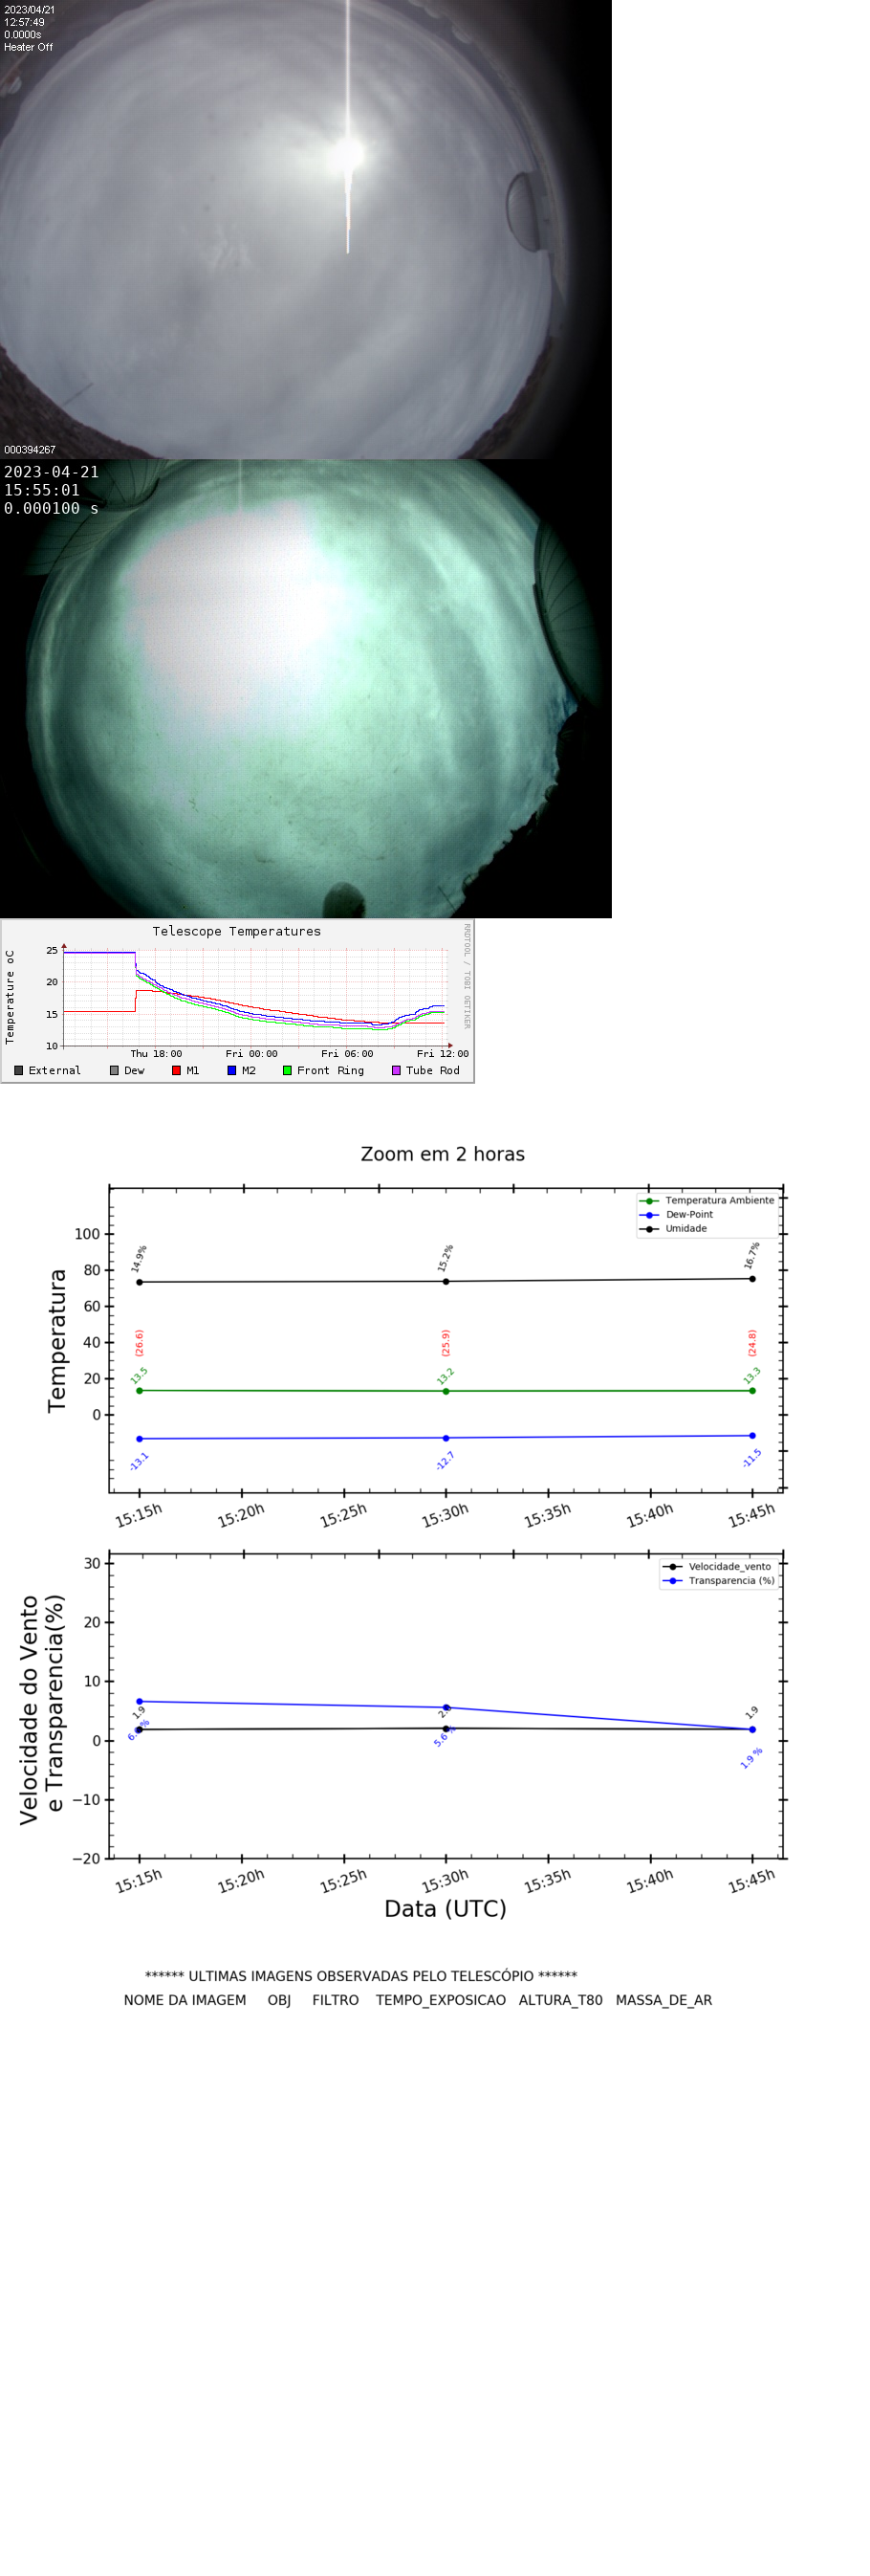 2023/04/21
12:57:49
0.0000s
Heater Off
000394267
2023-04-21
15:55:01
0.000100 s
Telescope Temperatures
RRDTOOL / TOBI OETIKER
Temperature oC
25
20
15
10
Thu 18:00 Fri 00:00 Fri 06:00 Fri 12:00
External Dew M1 M2 Front Ring Tube Rod
Zoom em 2 horas
Temperatura
Temperatura Ambiente
Dew-Point
Umidade
100
80
60
40
20
0
14.9% 15.2% 16.7%
(26.6) (25.9) (24.8)
13.5 13.2 13.3
-13.1 -12.7 -11.5
15:15h 15:20h 15:25h 15:30h 15:35h 15:40h 15:45h
Velocidade do Vento
e Transparencia(%)
Velocidade_vento
Transparencia (%)
30
20
10
0
−10
−20
1.9 1.9
5.6 % 1.9 %
15:15h 15:20h 15:25h 15:30h 15:35h 15:40h 15:45h
Data (UTC)
****** ULTIMAS IMAGENS OBSERVADAS PELO TELESCÓPIO ******
NOME DA IMAGEM OBJ FILTRO TEMPO_EXPOSICAO ALTURA_T80 MASSA_DE_AR